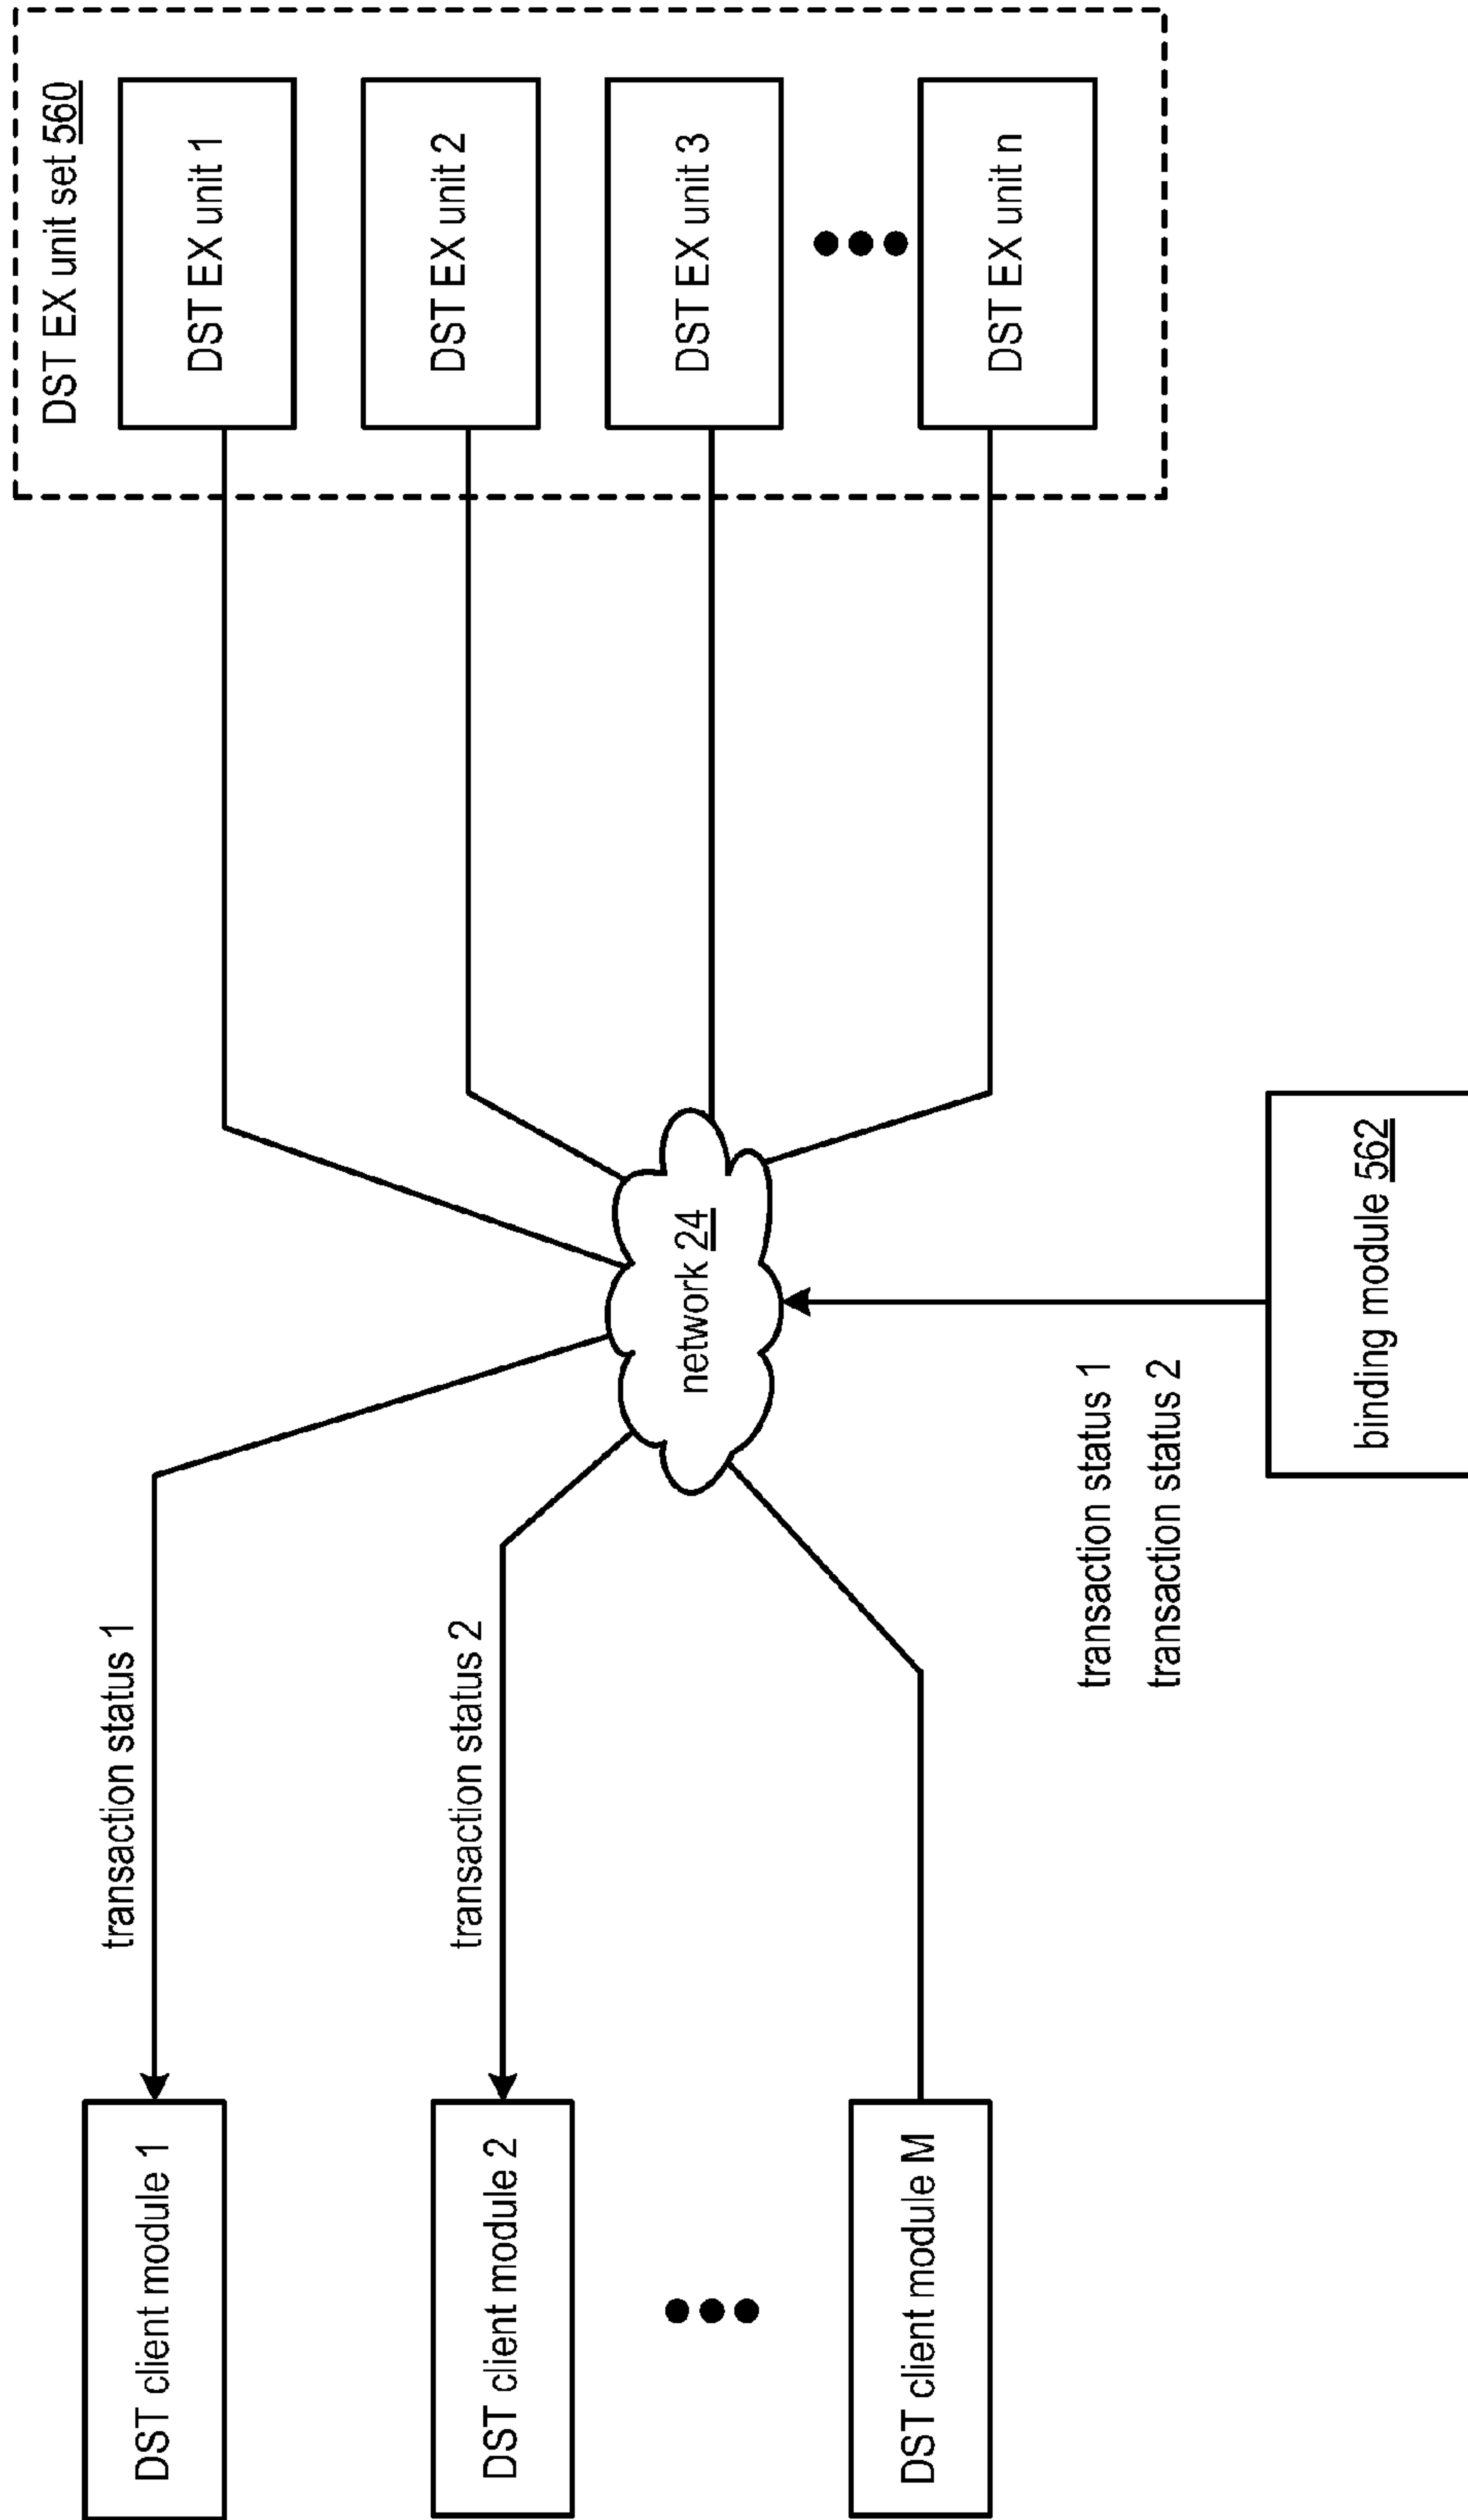 DST client module 1
transaction status 1
DST client module 2
transaction status 2
DST client module M
network 24
transaction status 1
transaction status 2
binding module 562
DST EX unit set 560
DST EX unit 1
DST EX unit 2
DST EX unit 3
DST EX unit n